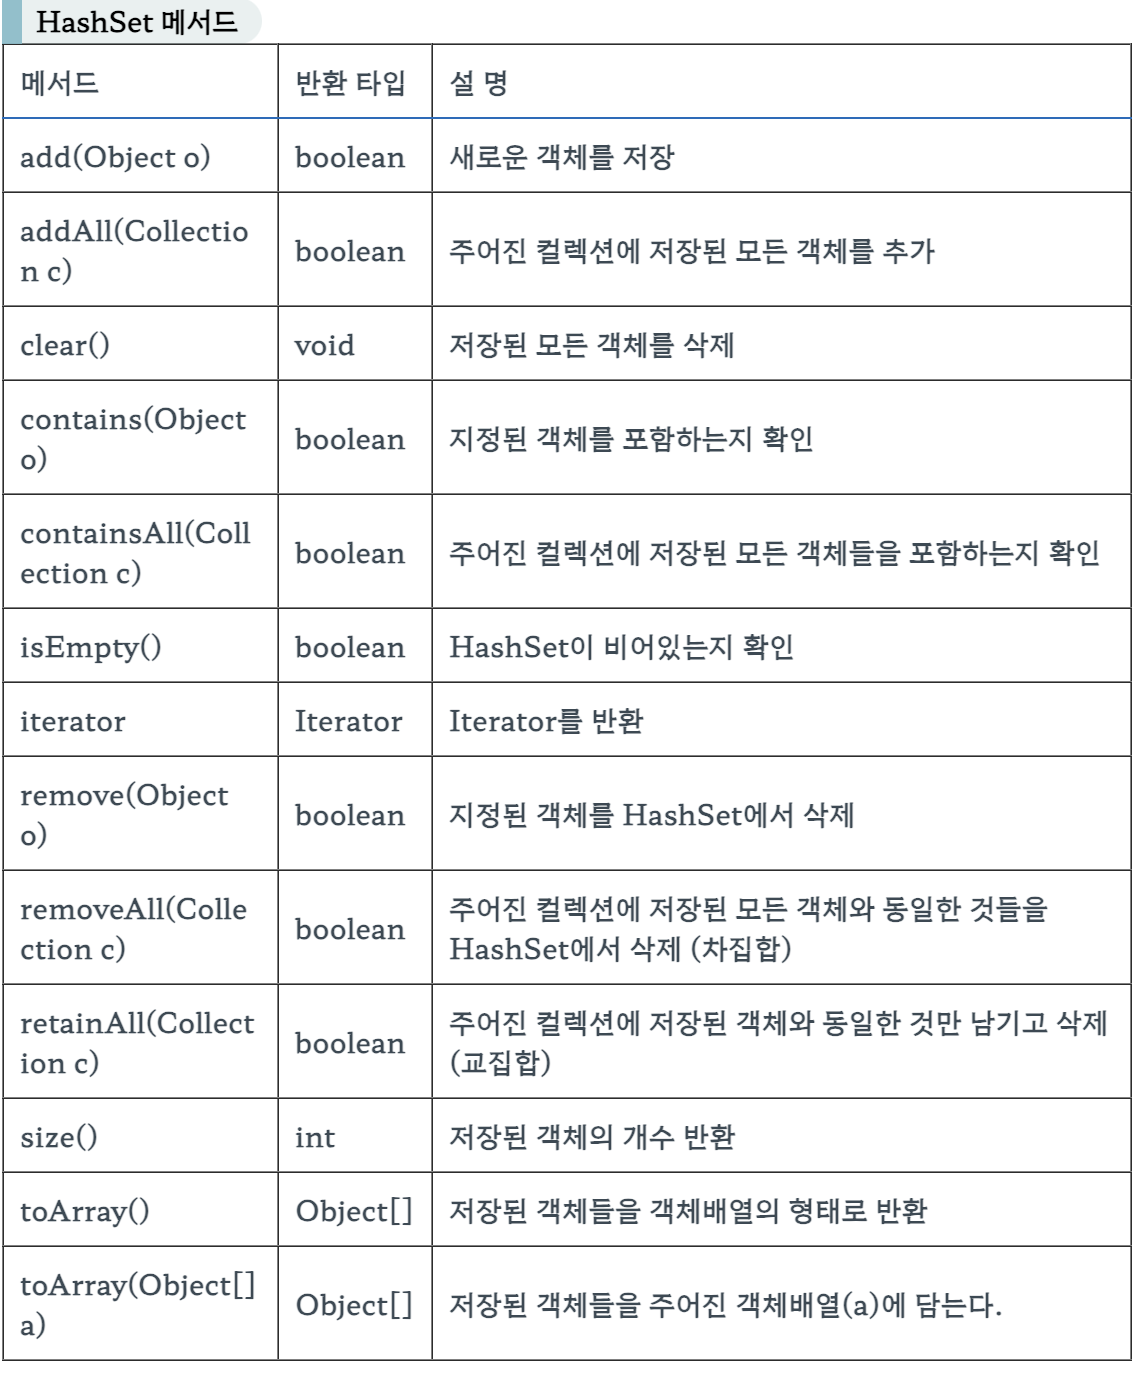 HashSet 메서드
메서드 반환 타입 설 명
add(Object o) boolean 새로운 객체를 저장
addAll(Collectio
n c) boolean 주어진 컬렉션에 저장된 모든 객체를 추가
clear() void 저장된 모든 객체를 삭제
contains(Object
o) boolean 지정된 객체를 포함하는지 확인
containsAll(Coll
ection c) boolean 주어진 컬렉션에 저장된 모든 객체들을 포함하는지 확인
isEmpty() boolean HashSet이 비어있는지 확인
iterator Iterator Iterator를 반환
remove(Object
o) boolean 지정된 객체를 HashSet에서 삭제
removeAll(Colle
ction c) boolean 주어진 컬렉션에 저장된 모든 객체와 동일한 것들을
HashSet에서 삭제 (차집합)
retainAll(Collect
ion c) boolean 주어진 컬렉션에 저장된 객체와 동일한 것만 남기고 삭제
(교집합)
size() int 저장된 객체의 개수 반환
toArray() Object[] 저장된 객체들을 객체배열의 형태로 반환
toArray(Object[]
a) Object[] 저장된 객체들을 주어진 객체배열(a)에 담는다.